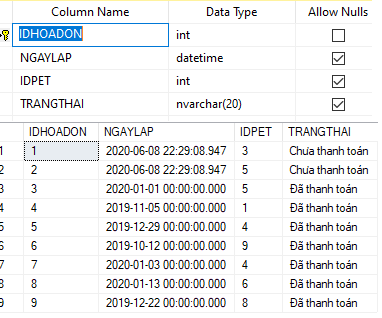 Column Name Data Type Allow Nulls
IDHOADON int
NGAYLAP datetime
IDPET int
TRANGTHAI nvarchar(20)
IDHOADON NGAYLAP IDPET TRANGTHAI
1 1 2020-06-08 22:29:08.947 3 Chưa thanh toán
2 2 2020-06-08 22:29:08.947 5 Chưa thanh toán
3 3 2020-01-01 00:00:00.000 5 Đã thanh toán
4 4 2019-11-05 00:00:00.000 1 Đã thanh toán
5 5 2019-12-29 00:00:00.000 4 Đã thanh toán
6 6 2019-10-12 00:00:00.000 9 Đã thanh toán
7 7 2020-01-03 00:00:00.000 4 Đã thanh toán
8 8 2020-01-13 00:00:00.000 6 Đã thanh toán
9 9 2019-12-22 00:00:00.000 8 Đã thanh toán